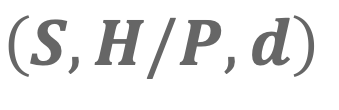 (S, H/P, d)